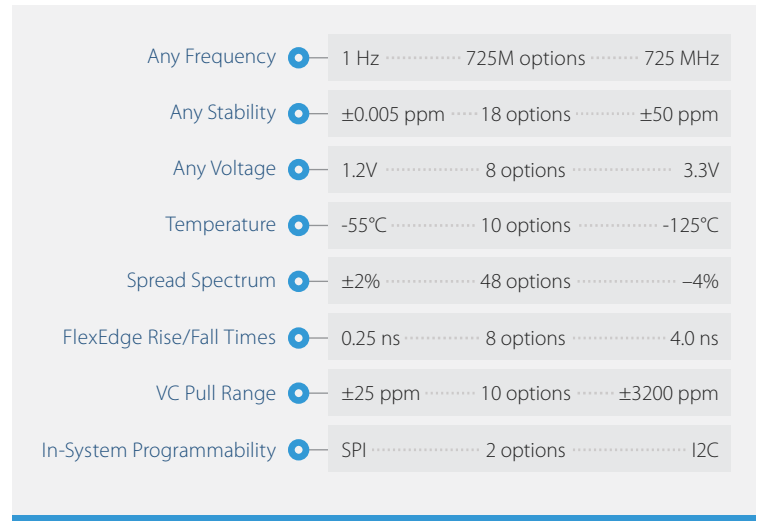 Any Frequency 1 Hz 725M options 725 MHz
Any Stability ±0.005 ppm 18 options ±50 ppm
Any Voltage 1.2V 8 options 3.3V
Temperature -55°C 10 options -125°C
Spread Spectrum ±2% 48 options –4%
FlexEdge Rise/Fall Times 0.25 ns 8 options 4.0 ns
VC Pull Range ±25 ppm 10 options ±3200 ppm
In-System Programmability SPI 2 options I2C